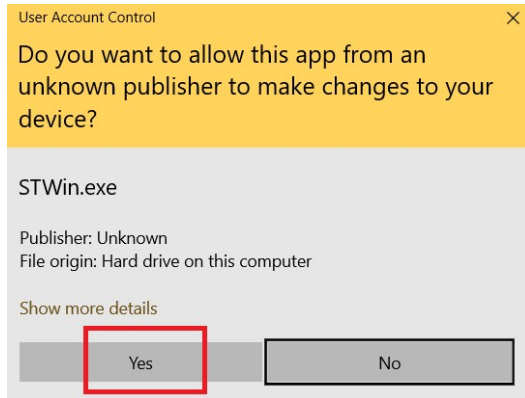 User Account Control
Do you want to allow this app from an
unknown publisher to make changes to your
device?
STWin.exe
Publisher: Unknown
File origin: Hard drive on this computer
Show more details
Yes
No